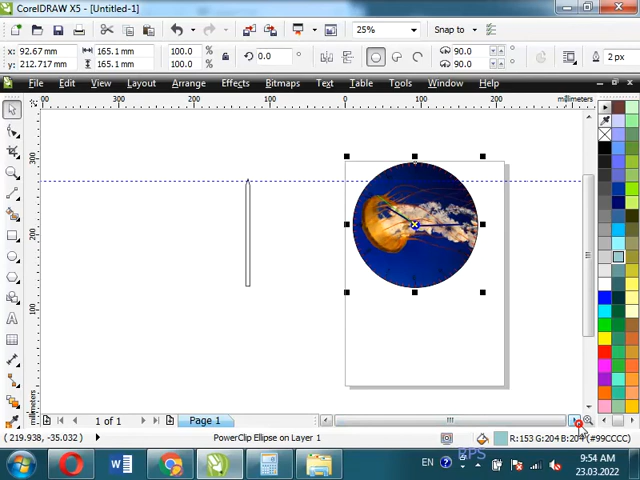 CorelDRAW X5 - [Untitled-1]
25%
Snap to
x: 92.67 mm
y: 212.717 mm
165.1 mm
165.1 mm
100.0
100.0
%
%
0.0
90.0
90.0
2 px
File Edit View Layout Arrange Effects Bitmaps Text Table Tools Window Help
300 200 100 0 100 200 millimeters
300
200
100
0
millimeters
1 of 1
Page 1
( 219.938, -35.032 )
PowerClip Ellipse on Layer 1
R:153 G:204 B:204 (#99CCCC)
EN
9:54 AM
23.03.2022